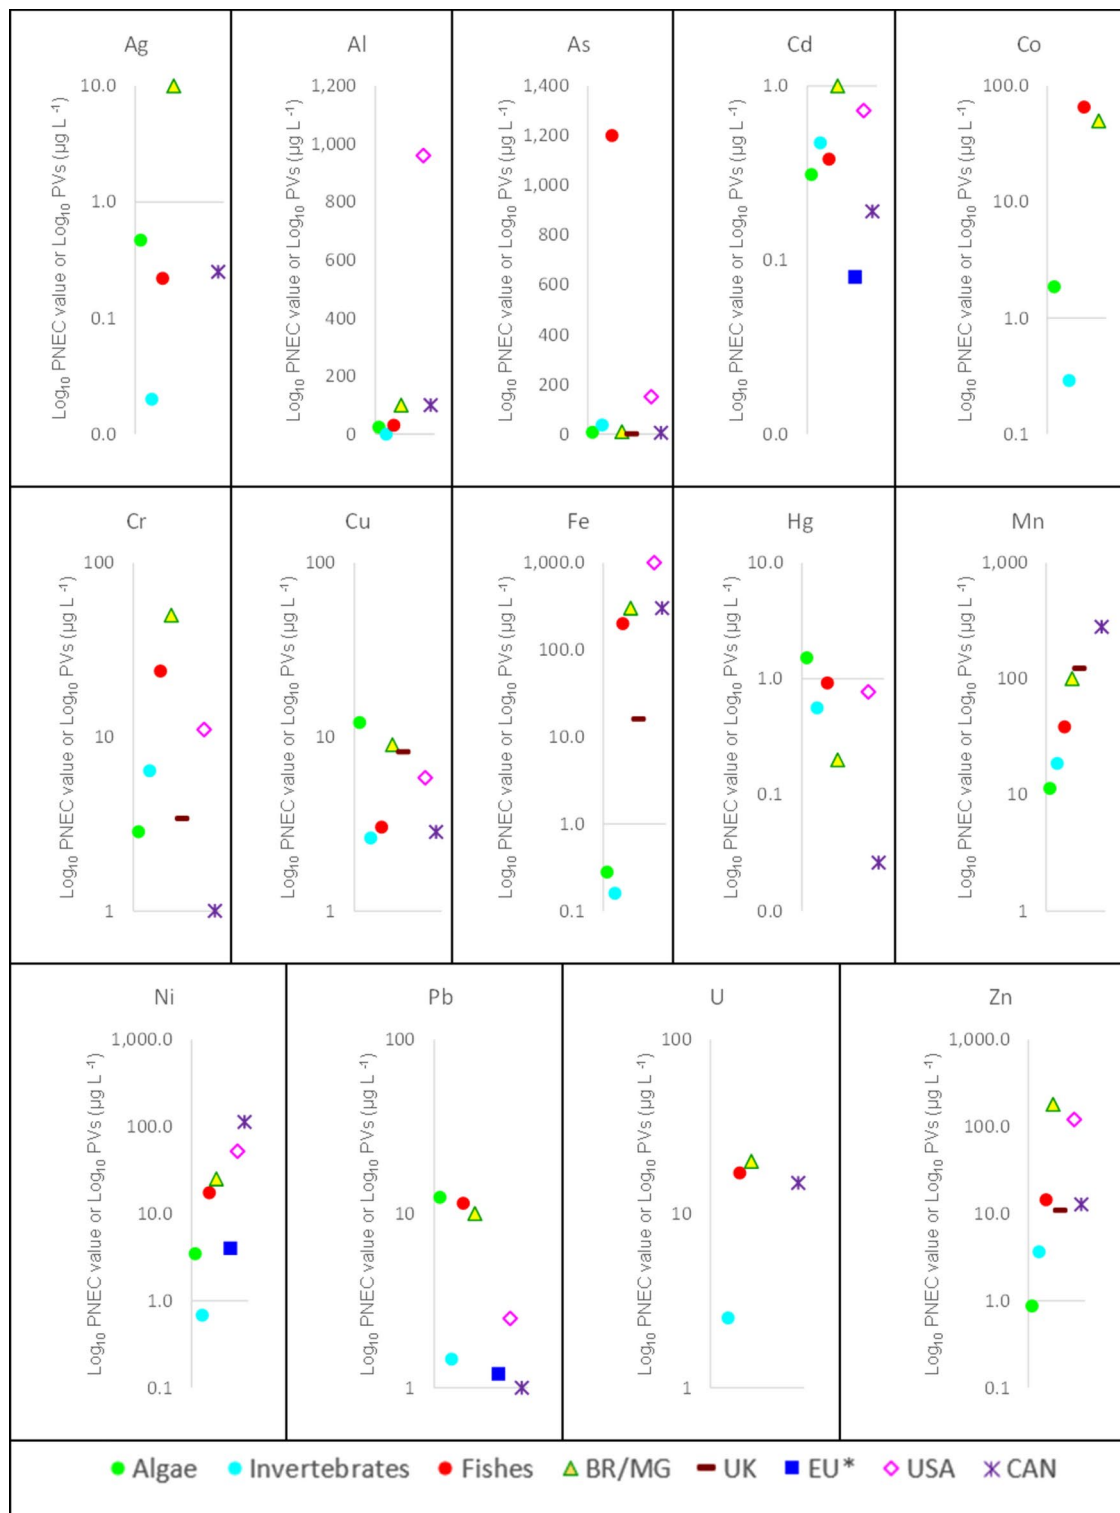 Ag
Log10 PNEC value or Log10 PVs (µg L -1)
10.0
1.0
0.1
0.0
Al
Log10 PNEC value or Log10 PVs (µg L -1)
1,200
1,000
800
600
400
200
0
As
Log10 PNEC value or Log10 PVs (µg L -1)
1,400
1,200
1,000
800
600
400
200
0
Cd
Log10 PNEC value or Log10 PVs (µg L -1)
1.0
0.1
0.0
Co
Log10 PNEC value or Log10 PVs (µg L -1)
100.0
10.0
1.0
0.1
Cr
Log10 PNEC value or Log10 PVs (µg L -1)
100
10
1
Cu
Log10 PNEC value or Log10 PVs (µg L -1)
100
10
1
Fe
Log10 PNEC value or Log10 PVs (µg L -1)
1,000.0
100.0
10.0
1.0
0.1
Hg
Log10 PNEC value or Log10 PVs (µg L -1)
10.0
1.0
0.1
0.0
Mn
Log10 PNEC value or Log10 PVs (µg L -1)
1,000
100
10
1
Ni
Log10 PNEC value or Log10 PVs (µg L -1)
1,000.0
100.0
10.0
1.0
0.1
Pb
Log10 PNEC value or Log10 PVs (µg L -1)
100
10
1
U
Log10 PNEC value or Log10 PVs (µg L -1)
100
10
1
Zn
Log10 PNEC value or Log10 PVs (µg L -1)
1,000.0
100.0
10.0
1.0
0.1
Algae Invertebrates Fishes BR/MG UK EU* USA CAN